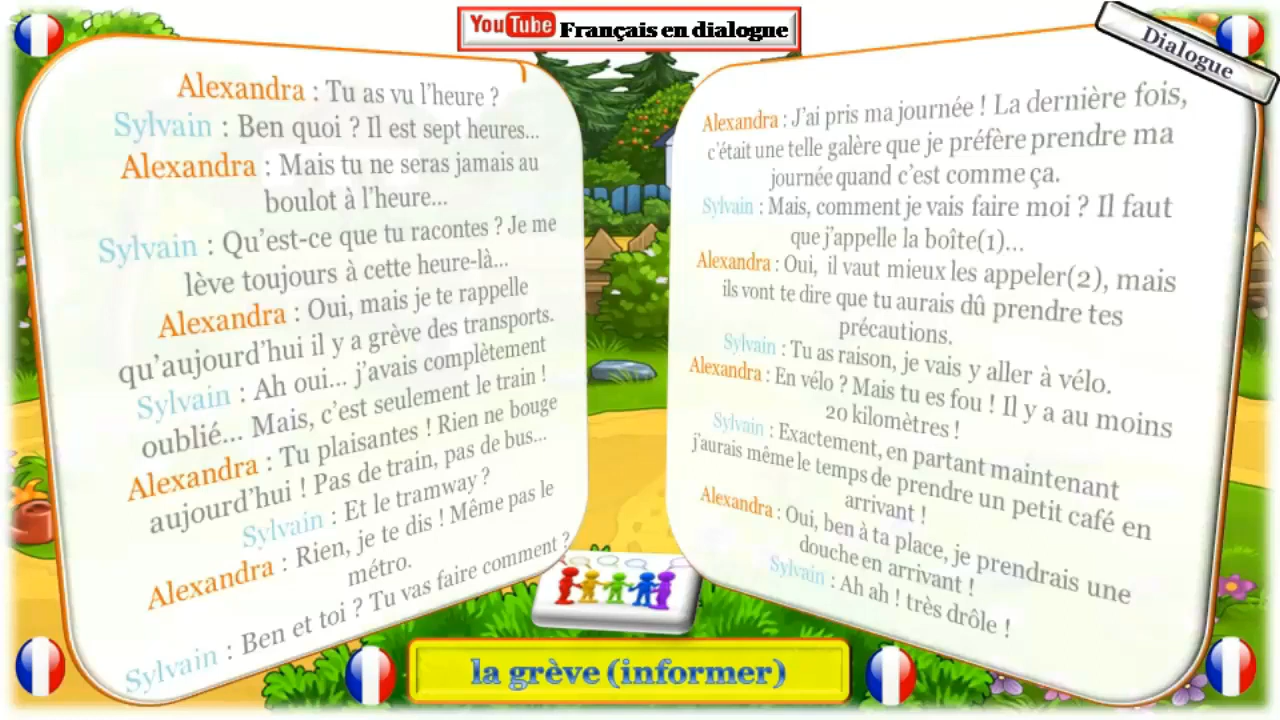 YouTube Français en dialogue
Dialogue
Alexandra : Tu as vu l'heure ?
Sylvain : Ben quoi ? Il est sept heures...
Alexandra : Mais tu ne seras jamais au
boulot à l'heure...
Sylvain : Qu'est-ce que tu racontes ? Je me
lève toujours à cette heure-là...
Alexandra : Oui, mais je te rappelle
qu'aujourd'hui il y a grève des transports.
Sylvain : Ah oui... j'avais complètement
oublié... Mais, c'est seulement le train !
Alexandra : Tu plaisantes ! Rien ne bouge
aujourd'hui ! Pas de train, pas de bus...
Sylvain : Et le tramway ?
Alexandra : Rien, je te dis ! Même pas le
métro.
Sylvain : Ben et toi ? Tu vas faire comment ?
Alexandra : J'ai pris ma journée ! La dernière fois,
c'était une telle galère que je préfère prendre ma
journée quand c'est comme ça.
Sylvain : Mais, comment je vais faire moi ? Il faut
que j'appelle la boîte(1)...
Alexandra : Oui, il vaut mieux les appeler(2), mais
ils vont te dire que tu aurais dû prendre tes
précautions.
Sylvain : Tu as raison, je vais y aller à vélo.
Alexandra : En vélo ? Mais tu es fou ! Il y a au moins
20 kilomètres !
Sylvain : Exactement, en partant maintenant
j'aurais même le temps de prendre un petit café en
arrivant !
Alexandra : Oui, ben à ta place, je prendrais une
douche en arrivant !
Sylvain : Ah ah ! très drôle !
la grève (informer)